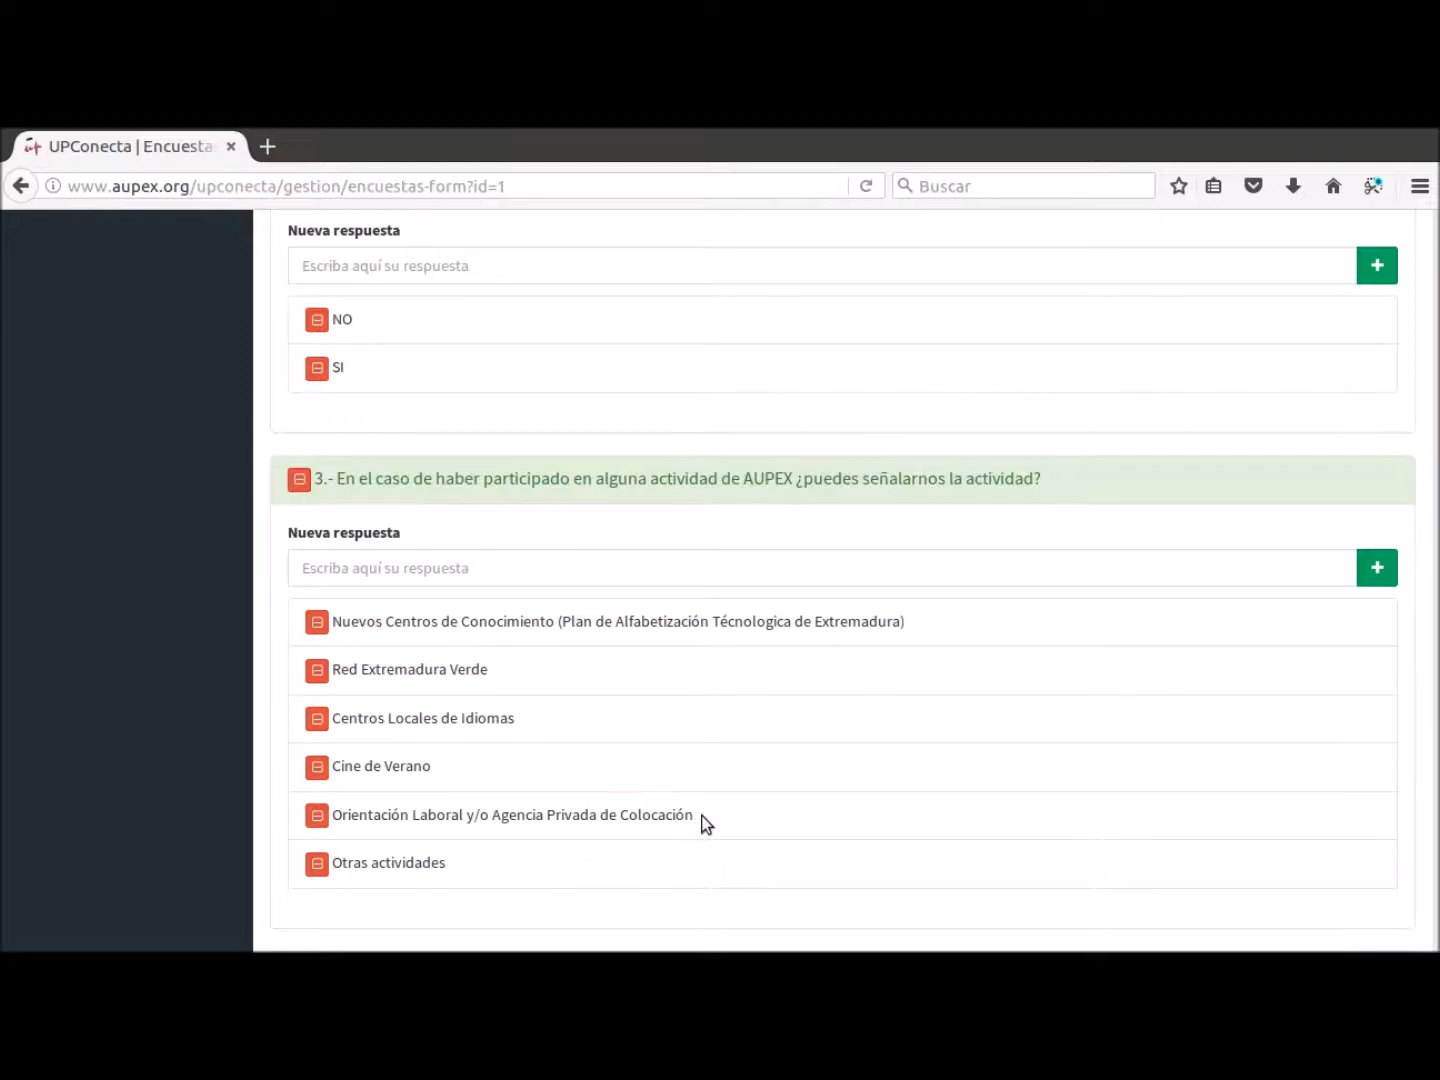 UPConecta | Encuesta
www.aupex.org/upconecta/gestion/encuestas-form?id=1
Buscar
Nueva respuesta
Escriba aquí su respuesta
NO
SI
3.- En el caso de haber participado en alguna actividad de AUPEX ¿puedes señalarnos la actividad?
Nueva respuesta
Escriba aquí su respuesta
Nuevos Centros de Conocimiento (Plan de Alfabetización Técnologica de Extremadura)
Red Extremadura Verde
Centros Locales de Idiomas
Cine de Verano
Orientación Laboral y/o Agencia Privada de Colocación
Otras actividades